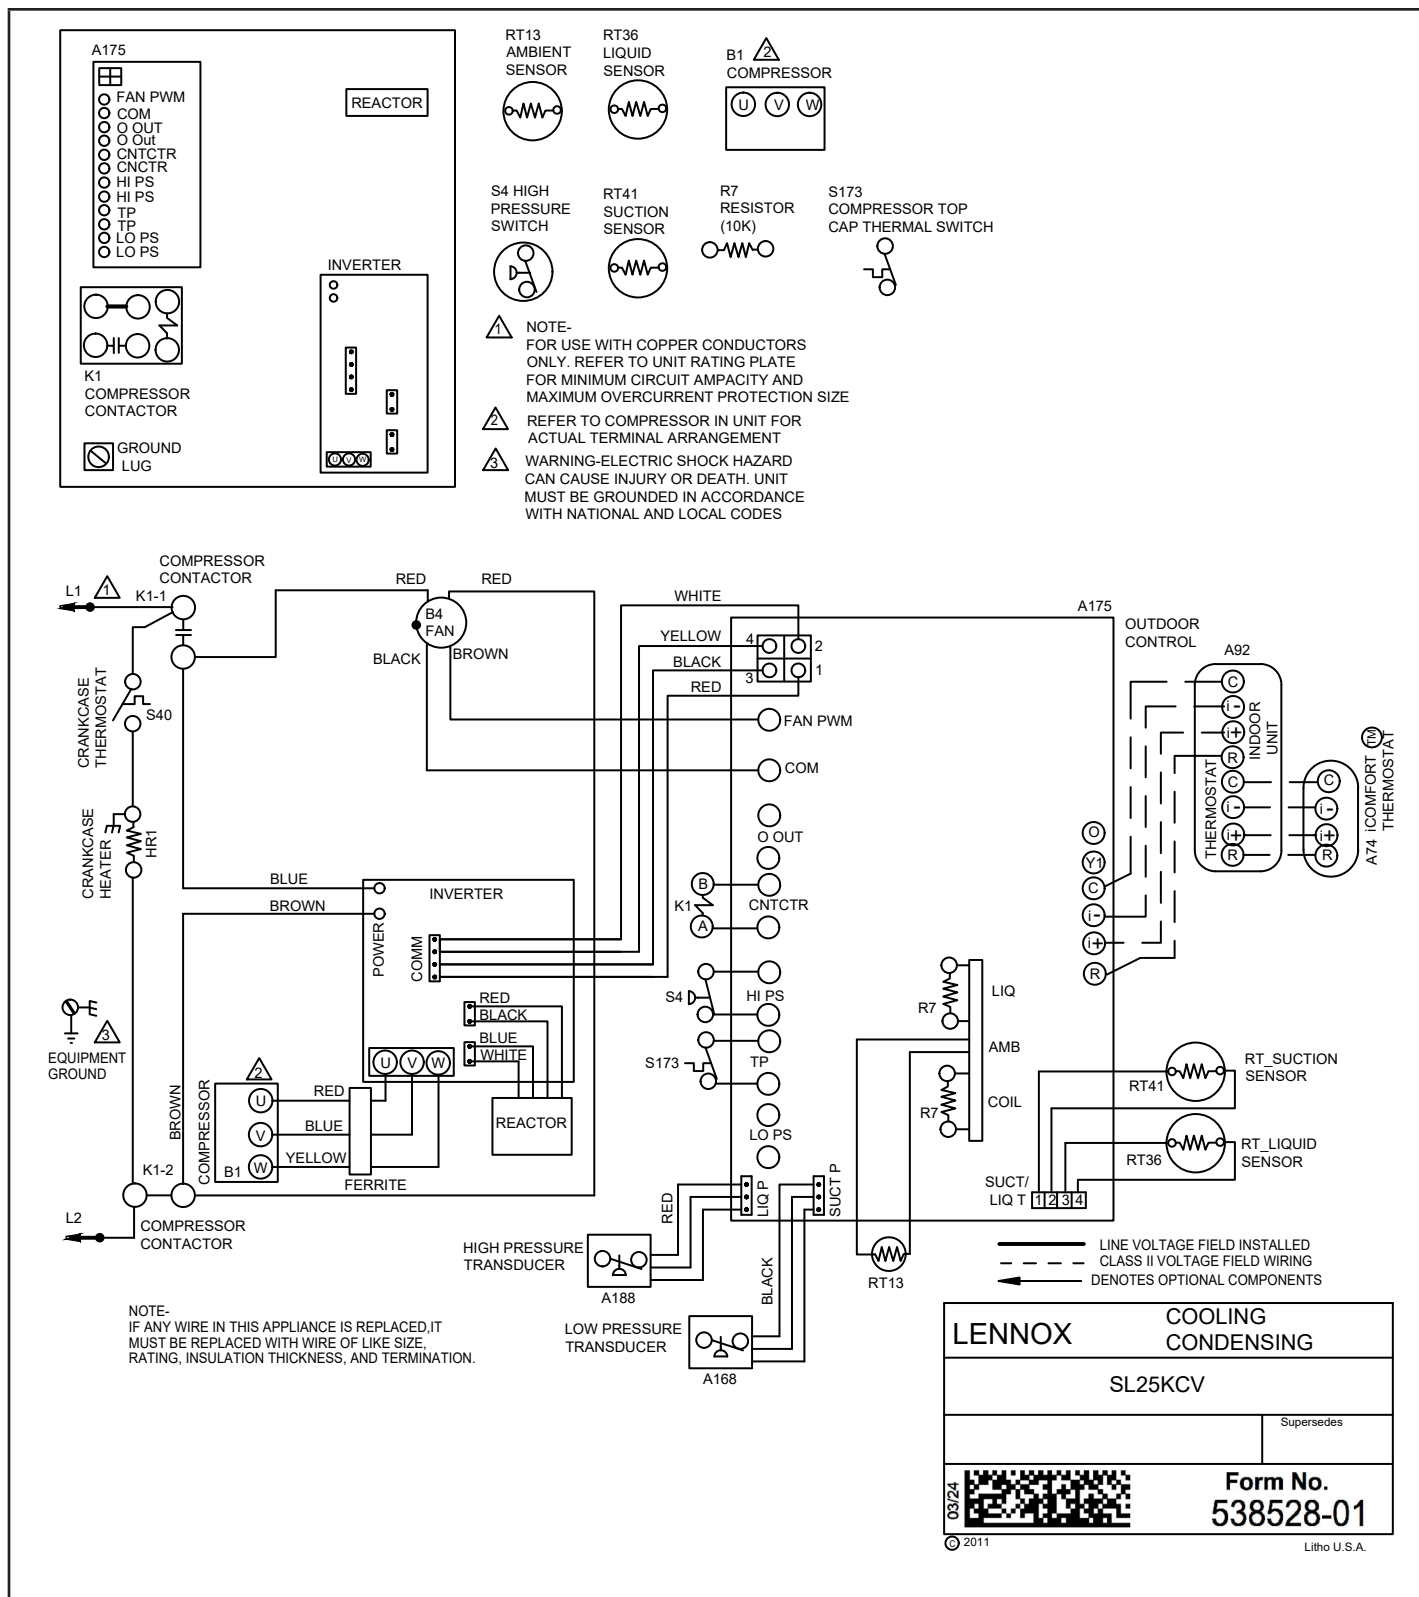 A175
FAN PWM
COM
O OUT
O Out
CNTCTR
CNCTR
HI PS
HI PS
TP
TP
LO PS
LO PS
REACTOR
K1
COMPRESSOR
CONTACTOR
GROUND
LUG
INVERTER
U V W
RT13
AMBIENT
SENSOR
RT36
LIQUID
SENSOR
B1 2
COMPRESSOR
U V W
S4 HIGH
PRESSURE
SWITCH
RT41
SUCTION
SENSOR
R7
RESISTOR
(10K)
S173
COMPRESSOR TOP
CAP THERMAL SWITCH
1 NOTE-
FOR USE WITH COPPER CONDUCTORS
ONLY. REFER TO UNIT RATING PLATE
FOR MINIMUM CIRCUIT AMPACITY AND
MAXIMUM OVERCURRENT PROTECTION SIZE
2 REFER TO COMPRESSOR IN UNIT FOR
ACTUAL TERMINAL ARRANGEMENT
3 WARNING-ELECTRIC SHOCK HAZARD
CAN CAUSE INJURY OR DEATH. UNIT
MUST BE GROUNDED IN ACCORDANCE
WITH NATIONAL AND LOCAL CODES
COMPRESSOR
CONTACTOR
L1 1 K1-1
RED
RED
B4
FAN
BLACK
BROWN
CRANKCASE
THERMOSTAT
S40
CRANKCASE
HEATER
HR1
BLUE
BROWN
INVERTER
POWER
COMM
RED
BLACK
BLUE
WHITE
U V W
REACTOR
3
EQUIPMENT
GROUND
BROWN
COMPRESSOR
2
U
V
B1 W
RED
BLUE
YELLOW
FERRITE
K1-2
L2
COMPRESSOR
CONTACTOR
WHITE
YELLOW
BLACK
RED
4 2
3 1
A175
OUTDOOR
CONTROL
FAN PWM
COM
O OUT
B
K1
A
CNTCTR
S4
HI PS
S173
TP
LO PS
LIQ P
SUCT P
R7
LIQ
AMB
R7
COIL
O
Y1
C
i-
i+
R
A92
C
i-
i+
R
C
i-
i+
R
INDOOR
UNIT
THERMOSTAT
C
i-
i+
R
A74 iCOMFORT TM
THERMOSTAT
RT41
RT_SUCTION
SENSOR
RT36
RT_LIQUID
SENSOR
SUCT/
LIQ T 1 2 3 4
RED
HIGH PRESSURE
TRANSDUCER
A188
BLACK
LOW PRESSURE
TRANSDUCER
A168
RT13
LINE VOLTAGE FIELD INSTALLED
CLASS II VOLTAGE FIELD WIRING
DENOTES OPTIONAL COMPONENTS
NOTE-
IF ANY WIRE IN THIS APPLIANCE IS REPLACED,IT
MUST BE REPLACED WITH WIRE OF LIKE SIZE,
RATING, INSULATION THICKNESS, AND TERMINATION.
LENNOX
COOLING
CONDENSING
SL25KCV
Supersedes
03/24
Form No.
538528-01
© 2011
Litho U.S.A.